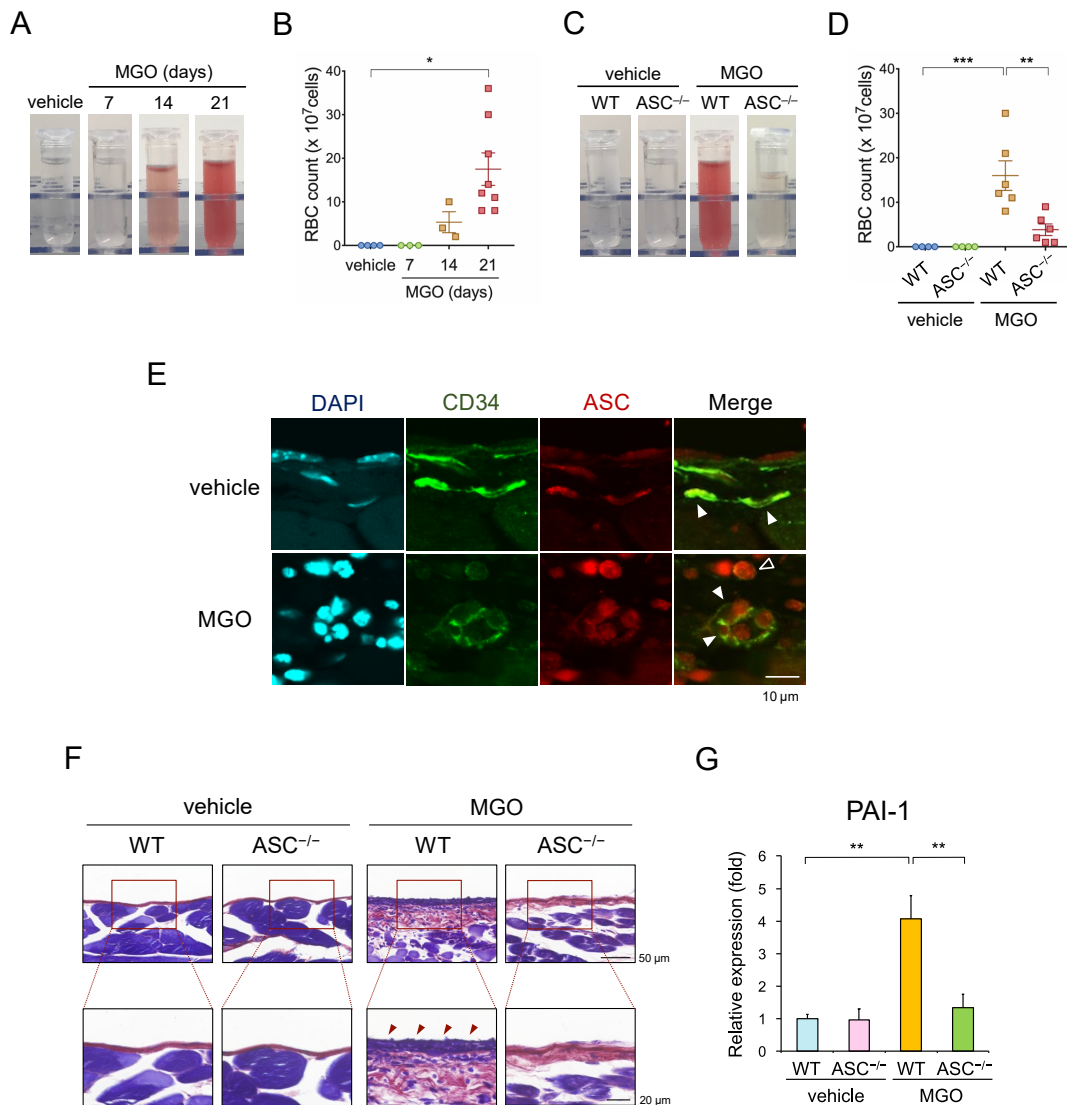 A
MGO (days)
vehicle 7 14 21
B
RBC count (x 10⁷cells)
40
30
20
10
0
*
vehicle 7 14 21
MGO (days)
C
vehicle MGO
WT ASC⁻/⁻ WT ASC⁻/⁻
D
RBC count (x 10⁷cells)
40
30
20
10
0
*** **
WT ASC⁻/⁻ WT ASC⁻/⁻
vehicle MGO
E
DAPI CD34 ASC Merge
vehicle
MGO
10 µm
F
vehicle MGO
WT ASC⁻/⁻ WT ASC⁻/⁻
50 µm
20 µm
G
PAI-1
Relative expression (fold)
6
5
4
3
2
1
0
** **
WT ASC⁻/⁻ WT ASC⁻/⁻
vehicle MGO